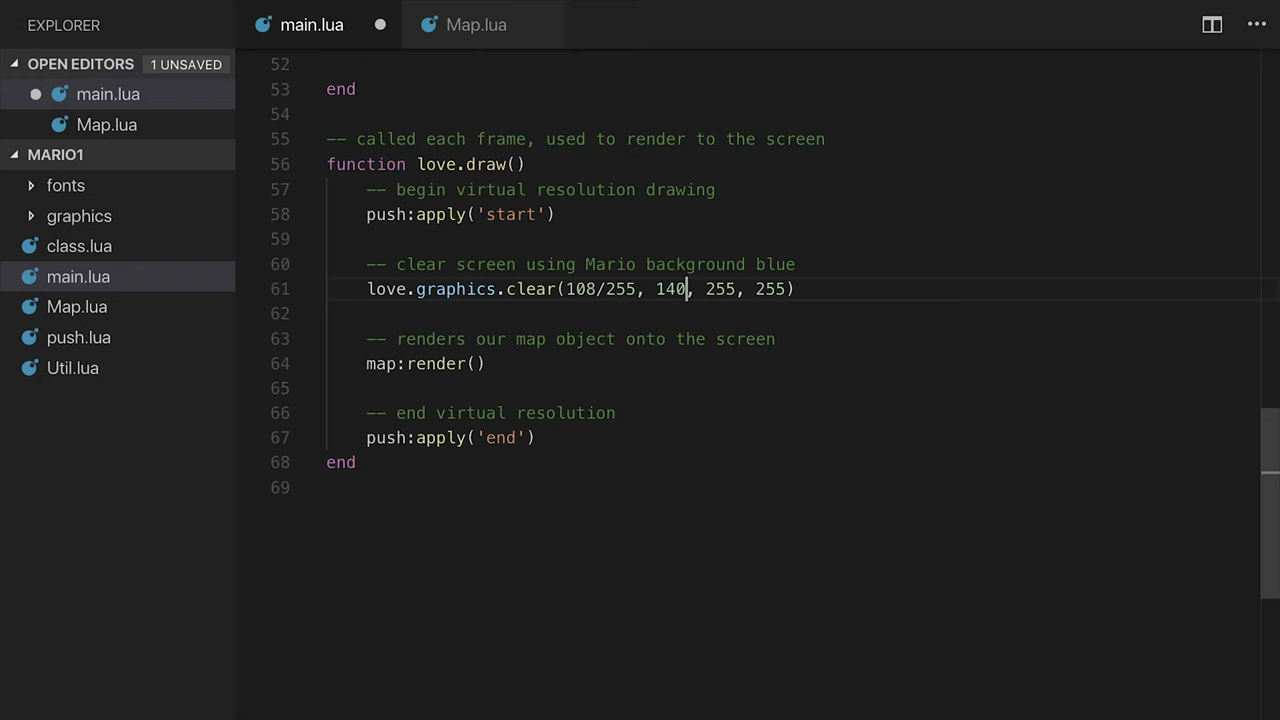 EXPLORER
main.lua
Map.lua
OPEN EDITORS
1 UNSAVED
main.lua
Map.lua
MARIO1
fonts
graphics
class.lua
main.lua
Map.lua
push.lua
Util.lua
52
53 end
54
55 -- called each frame, used to render to the screen
56 function love.draw()
57 -- begin virtual resolution drawing
58 push:apply('start')
59
60 -- clear screen using Mario background blue
61 love.graphics.clear(108/255, 140, 255, 255)
62
63 -- renders our map object onto the screen
64 map:render()
65
66 -- end virtual resolution
67 push:apply('end')
68 end
69